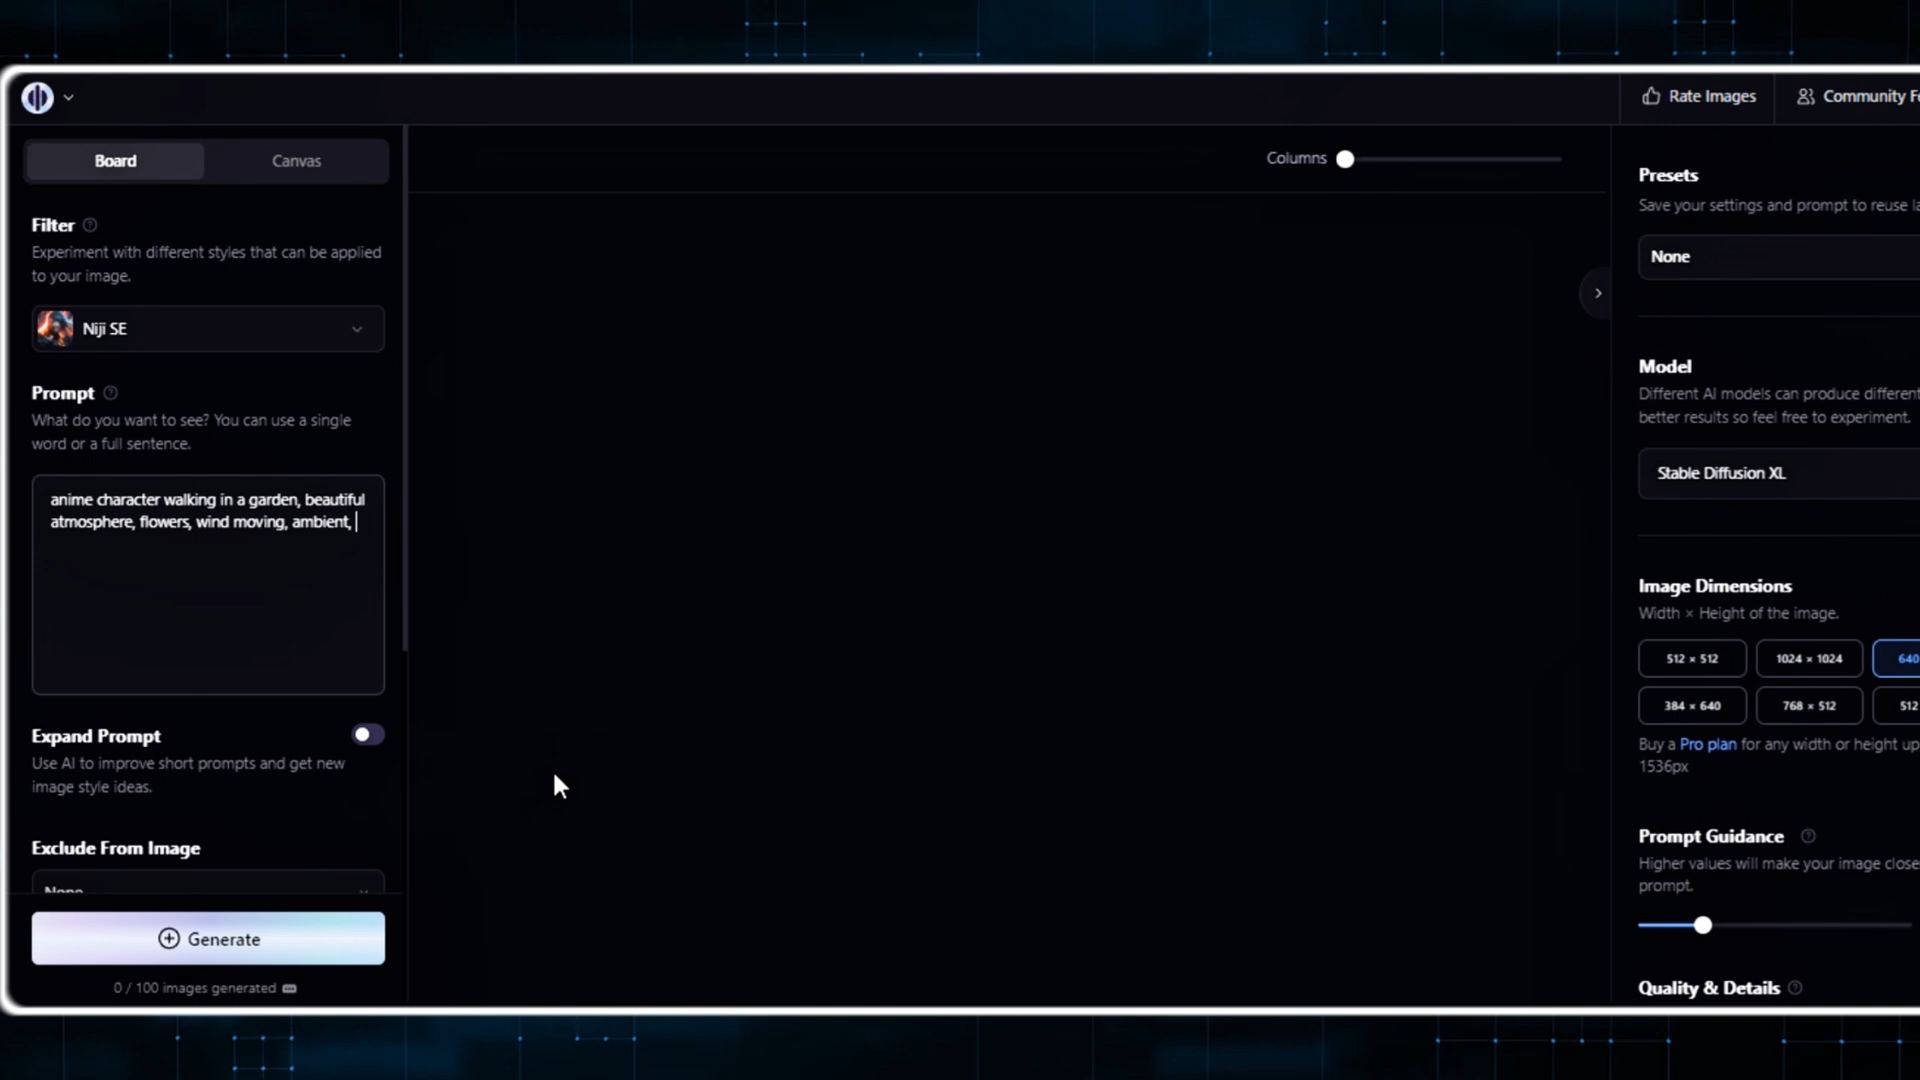 Rate Images
Community
Board
Canvas
Columns
Filter
Experiment with different styles that can be applied
to your image.
Niji SE
Prompt
What do you want to see? You can use a single
word or a full sentence.
anime character walking in a garden, beautiful
atmosphere, flowers, wind moving, ambient,
Expand Prompt
Use AI to improve short prompts and get new
image style ideas.
Exclude From Image
None
Generate
0 / 100 images generated
Presets
Save your settings and prompt to reuse
None
Model
Different AI models can produce different
better results so feel free to experiment.
Stable Diffusion XL
Image Dimensions
Width × Height of the image.
512 × 512
1024 × 1024
640
384 × 640
768 × 512
512
Buy a Pro plan for any width or height up
1536px
Prompt Guidance
Higher values will make your image
prompt.
Quality & Details